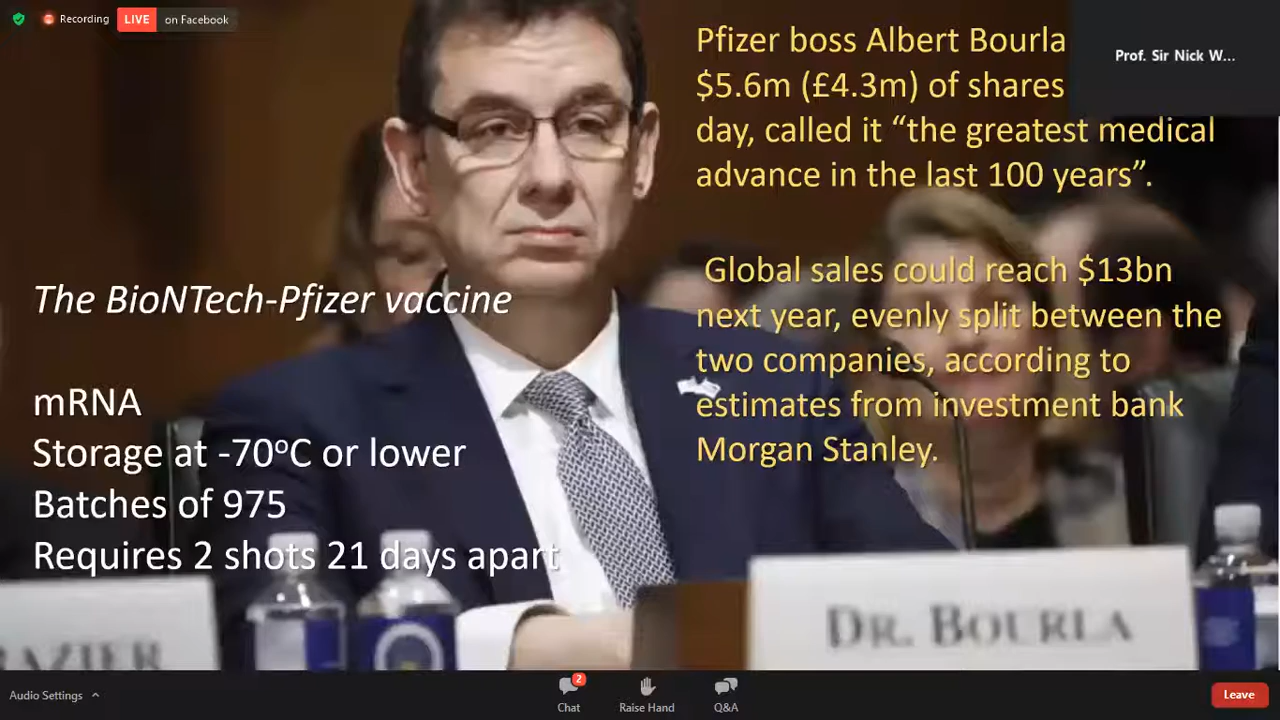 Recording
LIVE on Facebook
Prof. Sir Nick W...
Pfizer boss Albert Bourla
$5.6m (£4.3m) of shares
day, called it “the greatest medical
advance in the last 100 years”.
Global sales could reach $13bn
next year, evenly split between the
two companies, according to
estimates from investment bank
Morgan Stanley.
The BioNTech-Pfizer vaccine
mRNA
Storage at -70ºC or lower
Batches of 975
Requires 2 shots 21 days apart
RAZIER
DR. BOURLA
Audio Settings
2
Chat
Raise Hand
Q&A
Leave